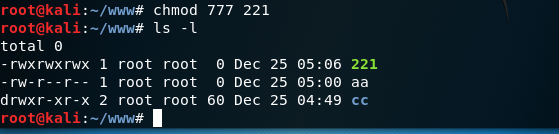 root@kali:~/www# chmod 777 221
root@kali:~/www# ls -l
total 0
-rwxrwxrwx 1 root root  0 Dec 25 05:06 221
-rw-r--r-- 1 root root  0 Dec 25 05:00 aa
drwxr-xr-x 2 root root 60 Dec 25 04:49 cc
root@kali:~/www#